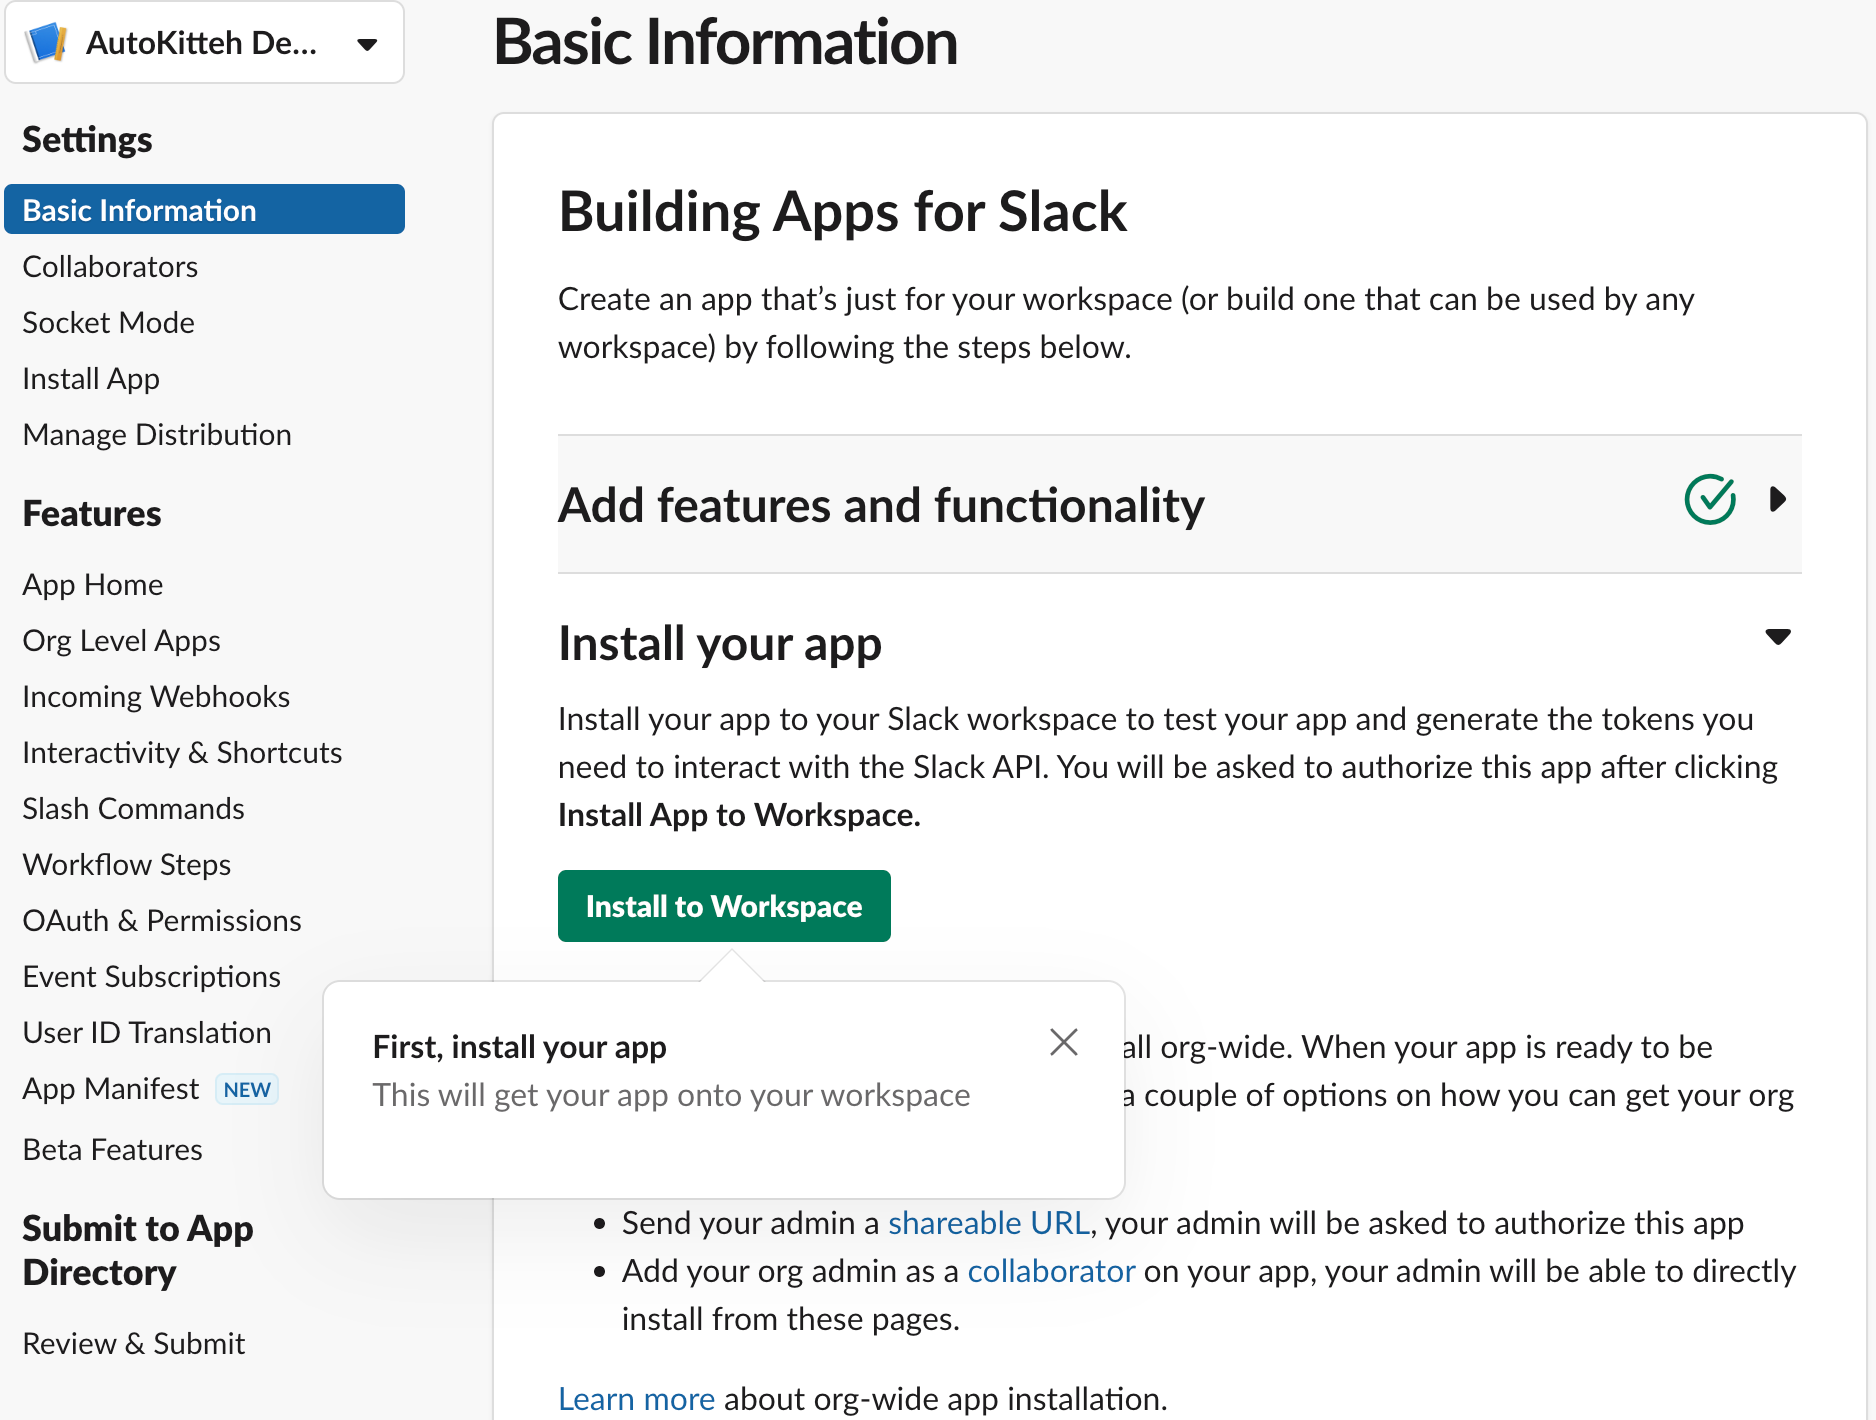 AutoKitteh De...
Settings
Basic Information
Collaborators
Socket Mode
Install App
Manage Distribution
Features
App Home
Org Level Apps
Incoming Webhooks
Interactivity & Shortcuts
Slash Commands
Workflow Steps
OAuth & Permissions
Event Subscriptions
User ID Translation
App Manifest NEW
Beta Features
Submit to App
Directory
Review & Submit
Basic Information
Building Apps for Slack
Create an app that’s just for your workspace (or build one that can be used by any
workspace) by following the steps below.
Add features and functionality
Install your app
Install your app to your Slack workspace to test your app and generate the tokens you
need to interact with the Slack API. You will be asked to authorize this app after clicking
Install App to Workspace.
Install to Workspace
First, install your app
This will get your app onto your workspace
all org-wide. When your app is ready to be
a couple of options on how you can get your org
• Send your admin a shareable URL, your admin will be asked to authorize this app
• Add your org admin as a collaborator on your app, your admin will be able to directly
install from these pages.
Learn more about org-wide app installation.